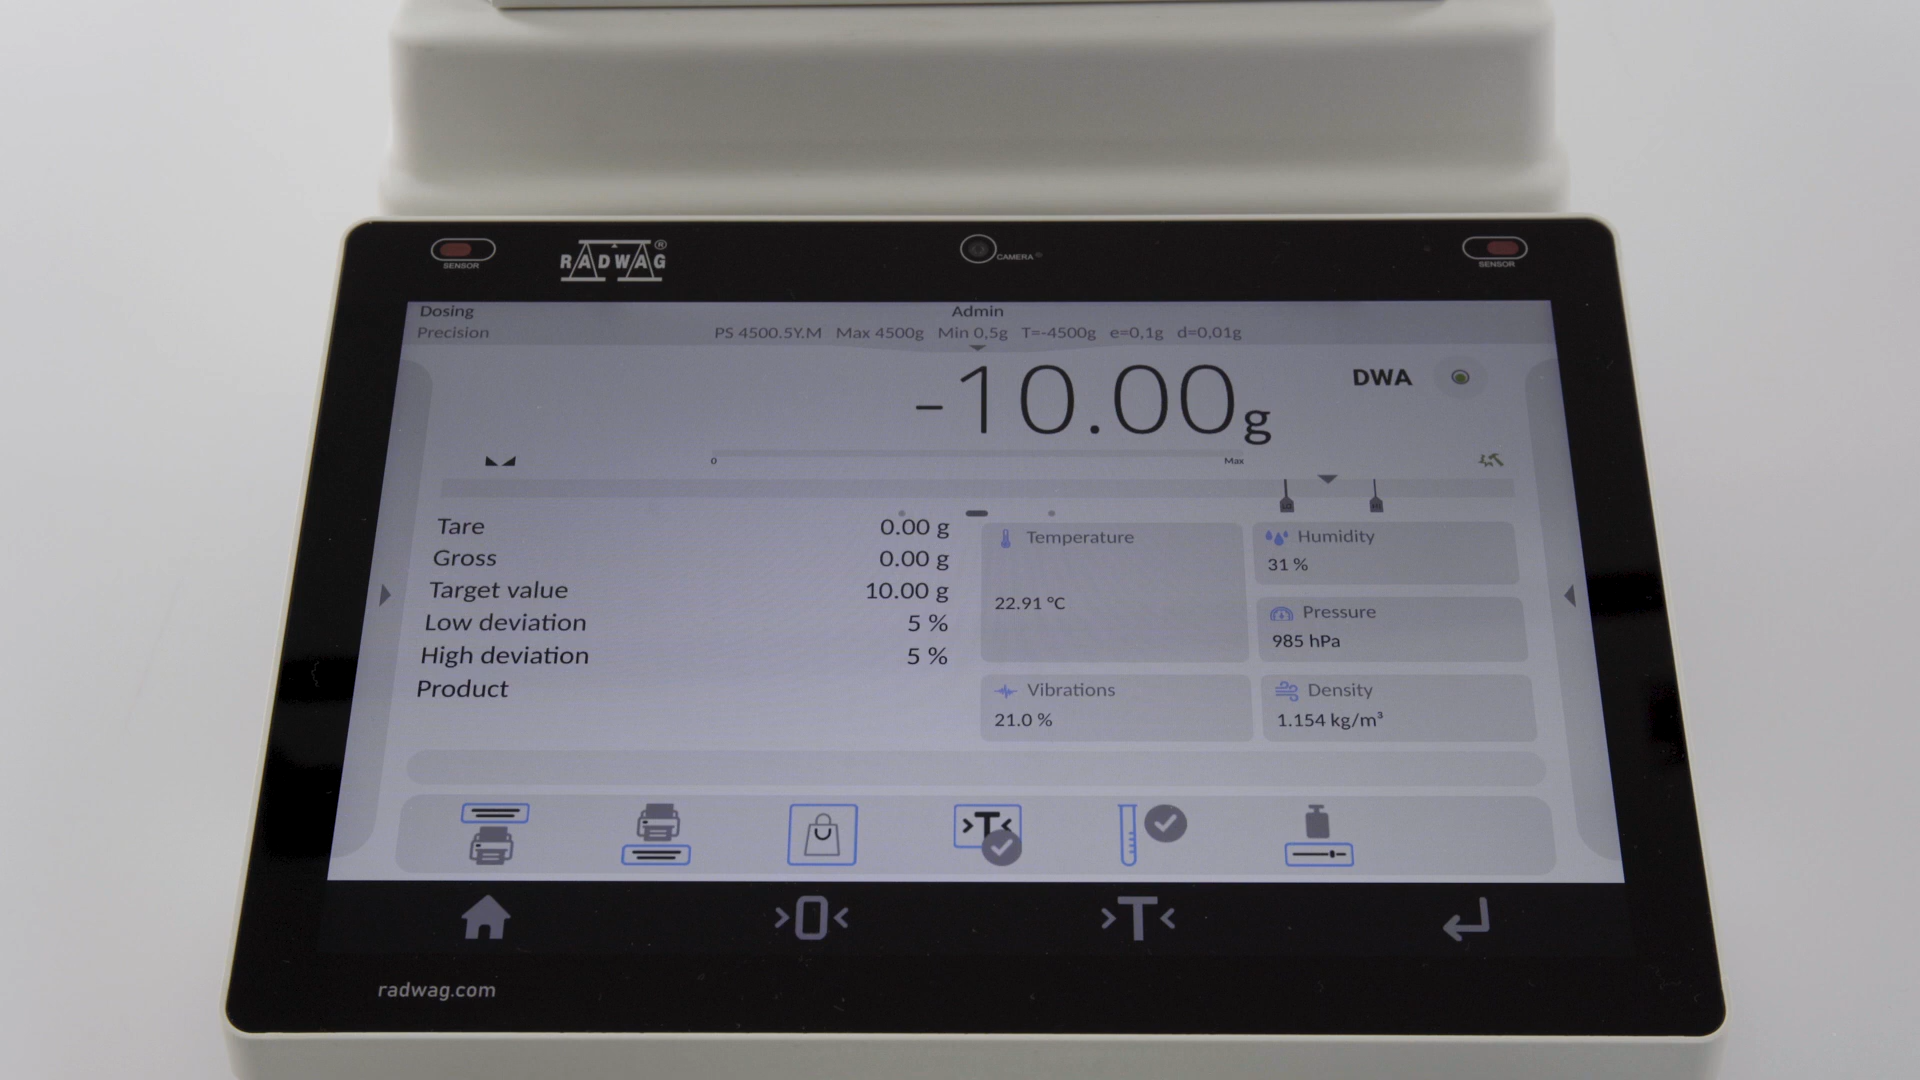 SENSOR
RADWAG®
CAMERA
SENSOR
Dosing
Admin
Precision
PS 4500.5Y.M Max 4500g Min 0,5g T=-4500g e=0,1g d=0,01g
-10.00g
DWA
0
Max
Tare 0.00 g
Gross 0.00 g
Target value 10.00 g
Low deviation 5 %
High deviation 5 %
Product
Temperature
22.91 °C
Humidity
31 %
Pressure
985 hPa
Vibrations
21.0 %
Density
1.154 kg/m³
>T<
>0<
>T<
radwag.com